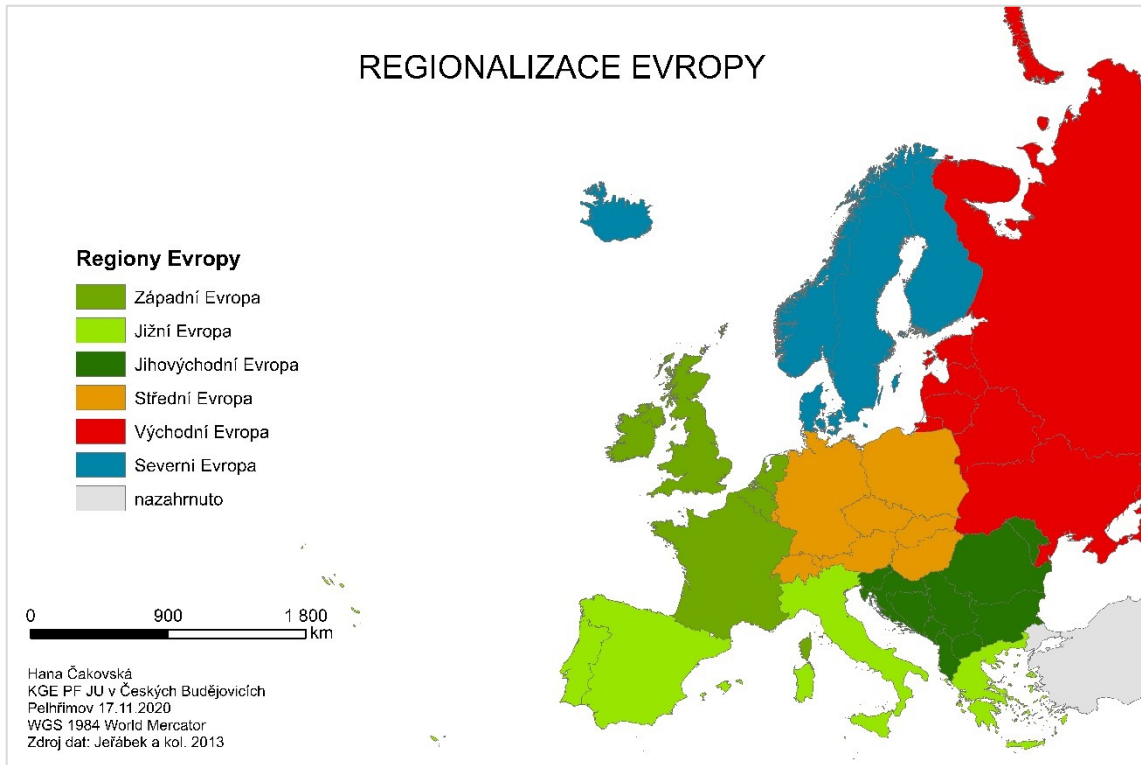 REGIONALIZACE EVROPY
Regiony Evropy
Západní Evropa
Jižní Evropa
Jihovýchodní Evropa
Střední Evropa
Východní Evropa
Severní Evropa
nazahrnuto
0 900 1 800
km
Hana Čakovská
KGE PF JU v Českých Budějovicích
Pelhřimov 17.11.2020
WGS 1984 World Mercator
Zdroj dat: Jeřábek a kol. 2013